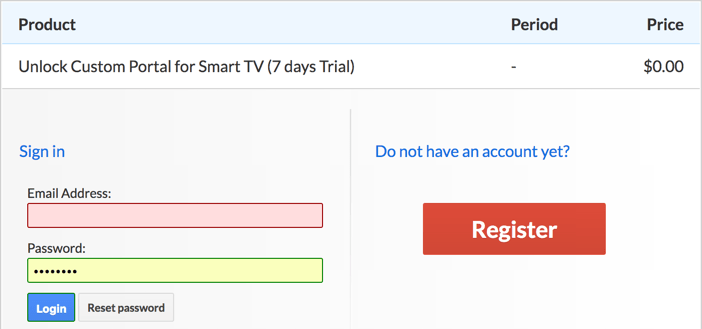 Product Period Price
Unlock Custom Portal for Smart TV (7 days Trial) - $0.00
Sign in
Email Address:
Password:
••••••••
Login Reset password
Do not have an account yet?
Register